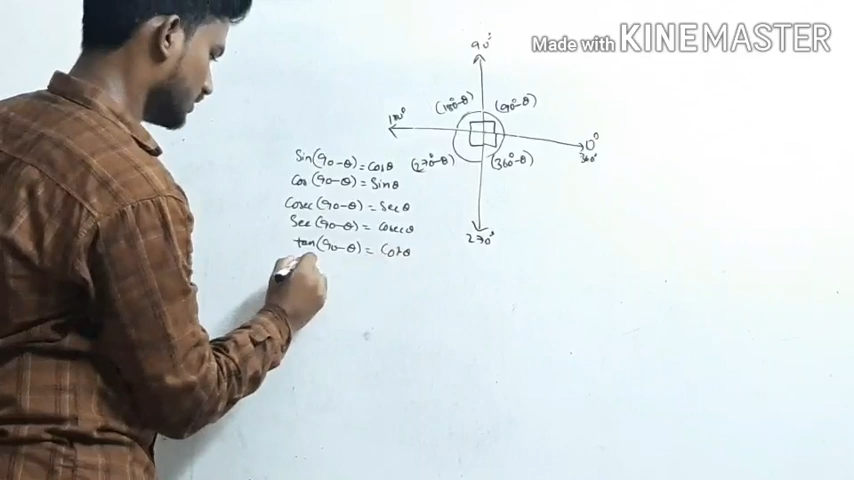 Made with KINEMASTER
90°
(180°-θ) (90°-θ)
180°
0°
360°
(270°-θ) (360°-θ)
270°
Sin(90-θ) = Cosθ
Cos(90-θ) = Sinθ
Cosec(90-θ) = Secθ
Sec(90-θ) = Cosecθ
tan(90-θ) = Cotθ